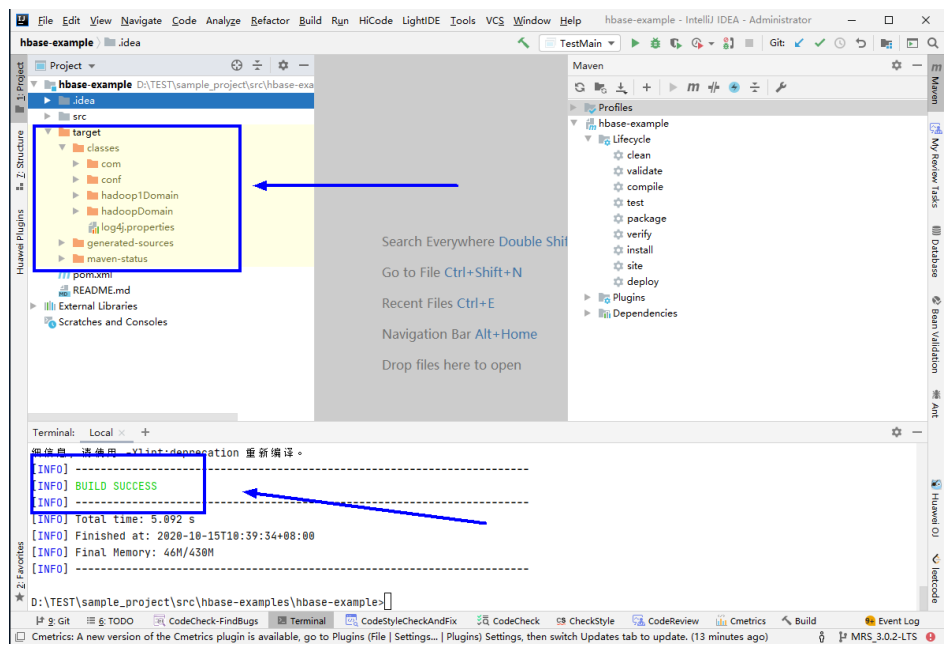 File Edit View Navigate Code Analyze Refactor Build Run HiCode LightIDE Tools VCS Window Help hbase-example - IntelliJ IDEA - Administrator
hbase-example .idea TestMain Git:
Project
hbase-example D:\TEST\sample_project\src\hbase-exa
.idea
src
target
classes
com
conf
hadoop1Domain
hadoopDomain
log4j.properties
generated-sources
maven-status
pom.xml
README.md
External Libraries
Scratches and Consoles
1: Project
Z: Structure
Huawei Plugins
2: Favorites
Search Everywhere Double Shif
Go to File Ctrl+Shift+N
Recent Files Ctrl+E
Navigation Bar Alt+Home
Drop files here to open
Maven
Profiles
hbase-example
Lifecycle
clean
validate
compile
test
package
verify
install
site
deploy
Plugins
Dependencies
Maven
My Review Tasks
Database
Bean Validation
Ant
Huawei OJ
leetcode
Terminal: Local +
细信息, 请使用 -Xlint:deprecation 重新编译。
[INFO] ------------------------------------------------------------------------
[INFO] BUILD SUCCESS
[INFO] ------------------------------------------------------------------------
[INFO] Total time: 5.092 s
[INFO] Finished at: 2020-10-15T10:39:34+08:00
[INFO] Final Memory: 46M/430M
[INFO] ------------------------------------------------------------------------
D:\TEST\sample_project\src\hbase-examples\hbase-example>
9: Git 6: TODO CodeCheck-FindBugs Terminal CodeStyleCheckAndFix CodeCheck CheckStyle CodeReview Cmetrics Build Event Log
Cmetrics: A new version of the Cmetrics plugin is available, go to Plugins (File | Settings... | Plugins) Settings, then switch Updates tab to update. (13 minutes ago) MRS_3.0.2-LTS